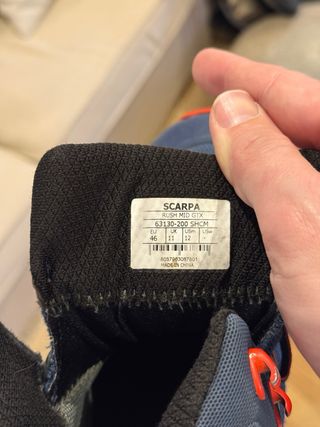 SCARPA
RUSH MID GTX
63130-200 SHCM
EU UK USm USw
46 11 12 -
MADE IN CHINA